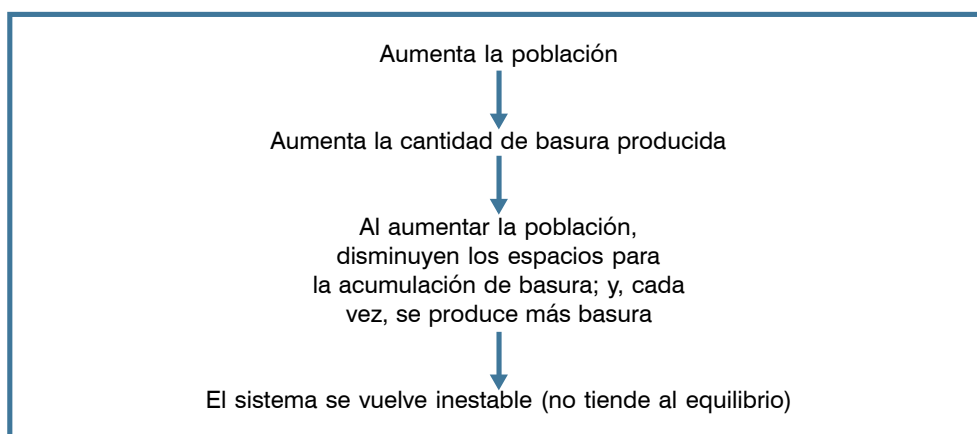 Aumenta la población
Aumenta la cantidad de basura producida
Al aumentar la población,
disminuyen los espacios para
la acumulación de basura; y, cada
vez, se produce más basura
El sistema se vuelve inestable (no tiende al equilibrio)